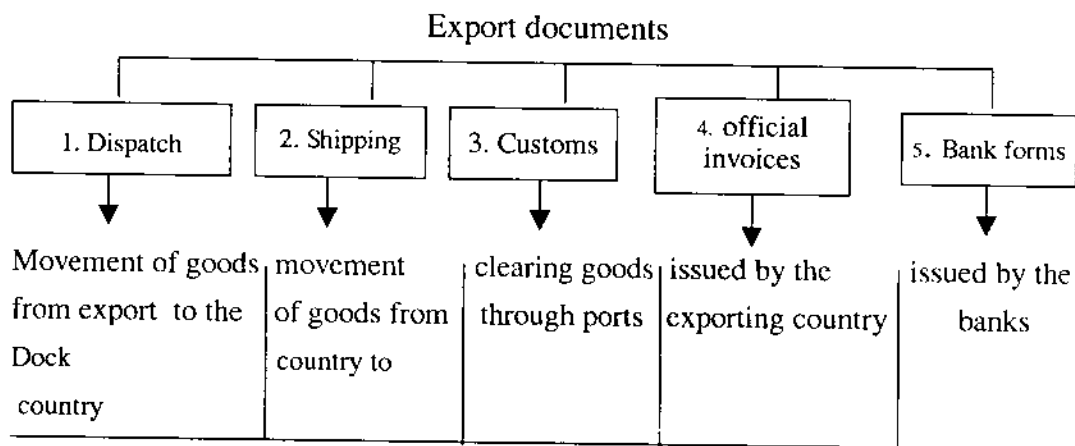 Export documents
1. Dispatch
2. Shipping
3. Customs
4. official
invoices
5. Bank forms
Movement of goods
from export to the
Dock
country
movement
of goods from
country to
clearing goods
through ports
issued by the
exporting country
issued by the
banks